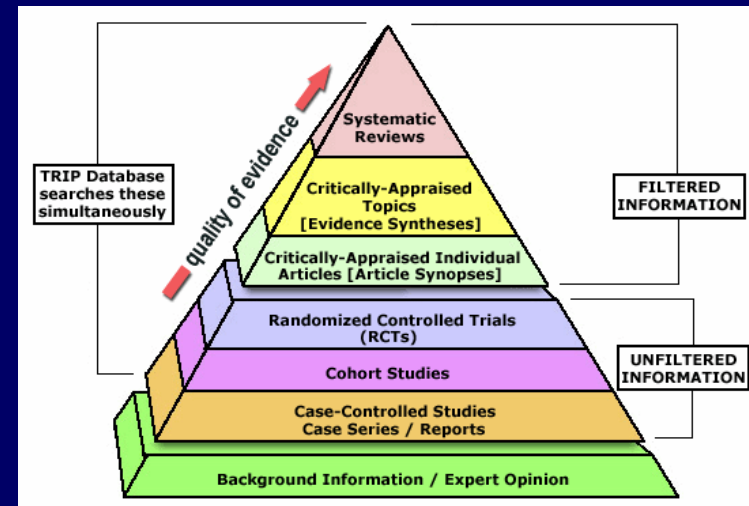 Systematic
Reviews
quality of evidence
TRIP Database
searches these
simultaneously
Critically-Appraised
Topics
[Evidence Syntheses]
FILTERED
INFORMATION
Critically-Appraised Individual
Articles [Article Synopses]
Randomized Controlled Trials
(RCTs)
UNFILTERED
INFORMATION
Cohort Studies
Case-Controlled Studies
Case Series / Reports
Background Information / Expert Opinion